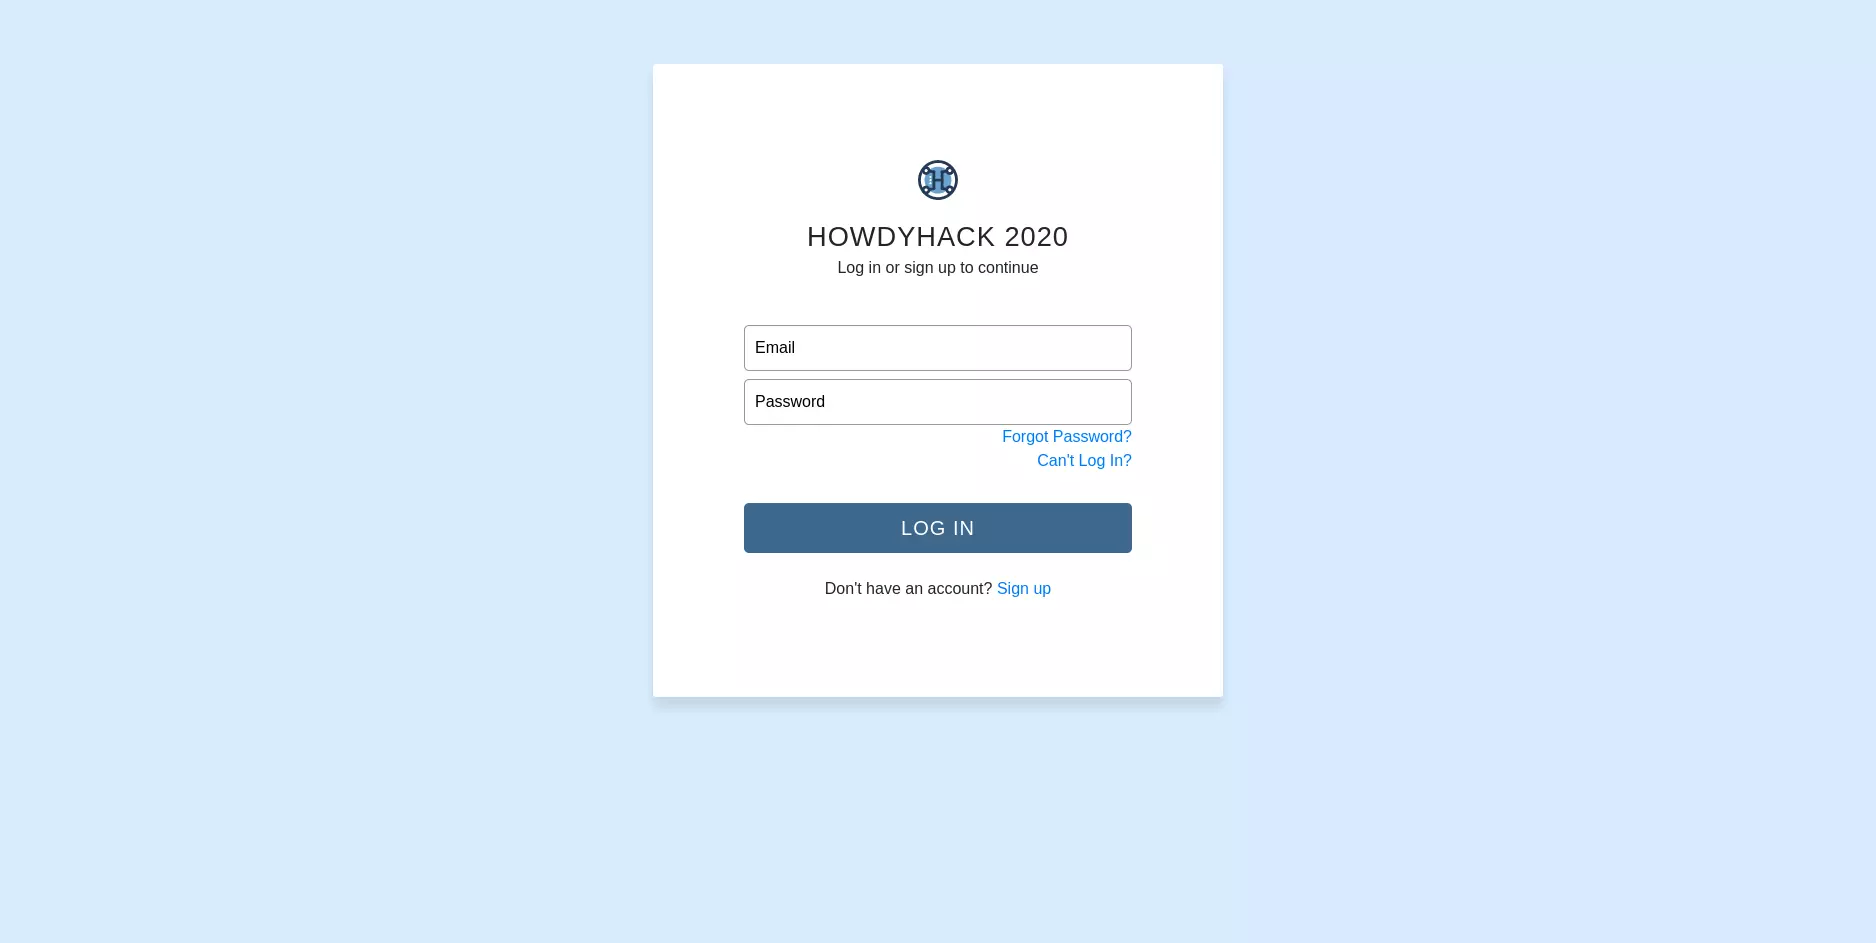 HOWDYHACK 2020
Log in or sign up to continue
Email
Password
Forgot Password?
Can't Log In?
LOG IN
Don't have an account? Sign up